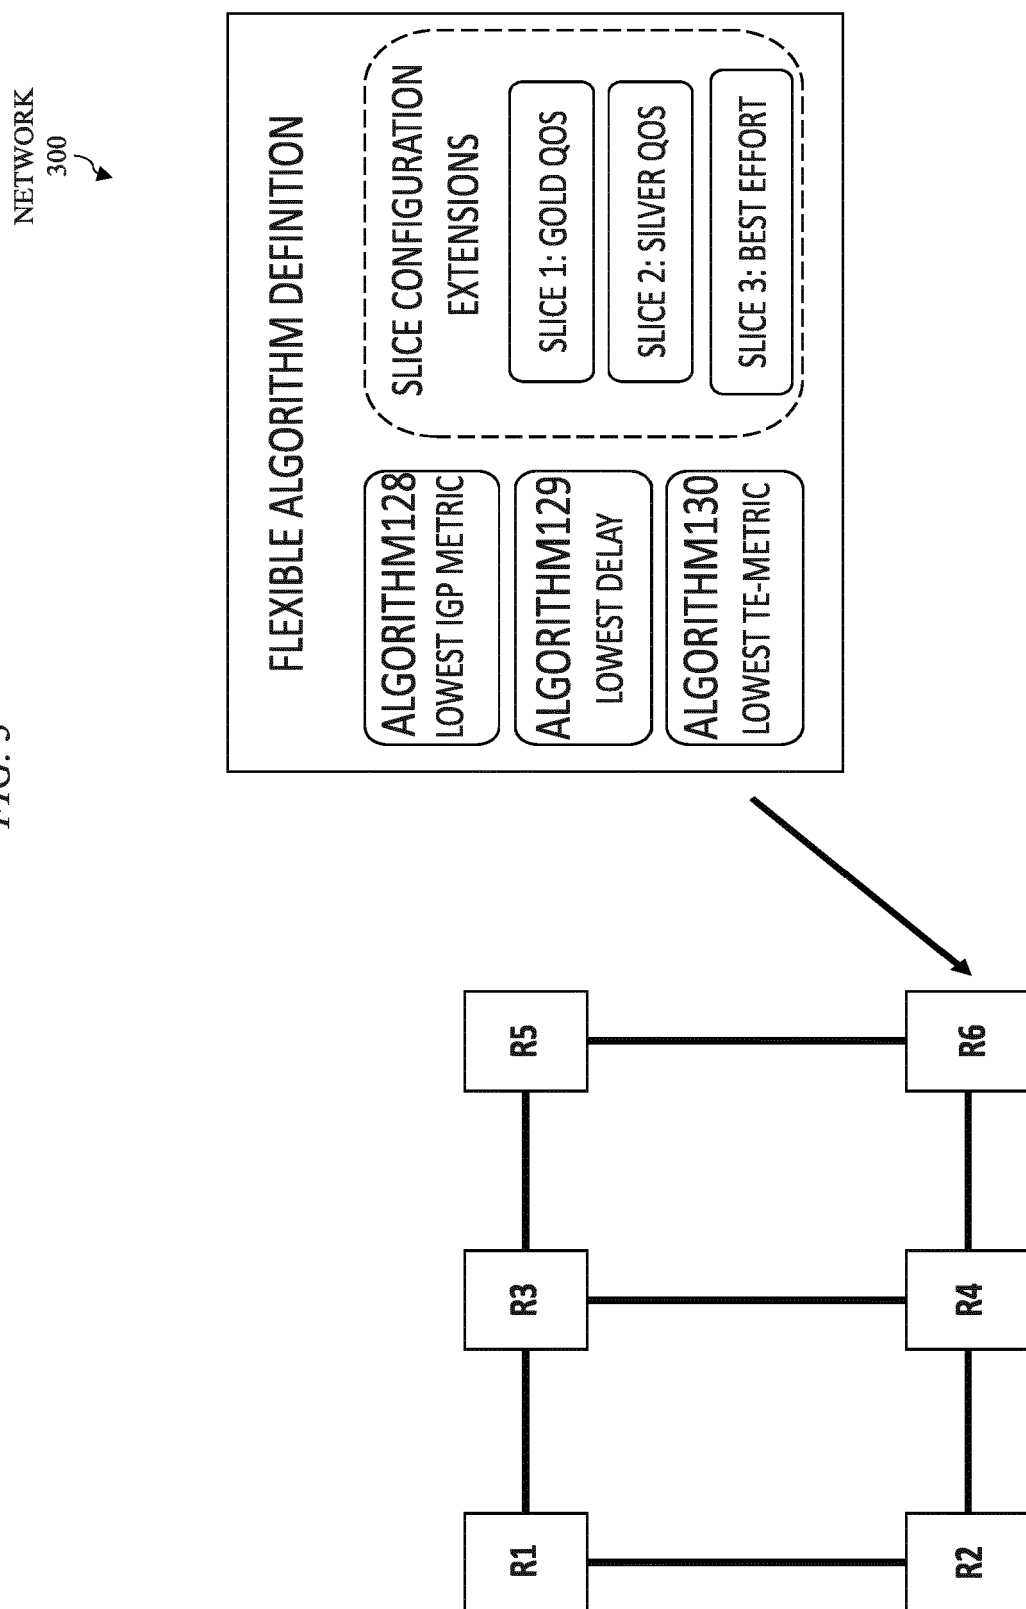 NETWORK
300
FLEXIBLE ALGORITHM DEFINITION
ALGORITHM128
LOWEST IGP METRIC
ALGORITHM129
LOWEST DELAY
ALGORITHM130
LOWEST TE-METRIC
SLICE CONFIGURATION
EXTENSIONS
SLICE 1: GOLD QOS
SLICE 2: SILVER QOS
SLICE 3: BEST EFFORT
R1
R3
R5
R2
R4
R6